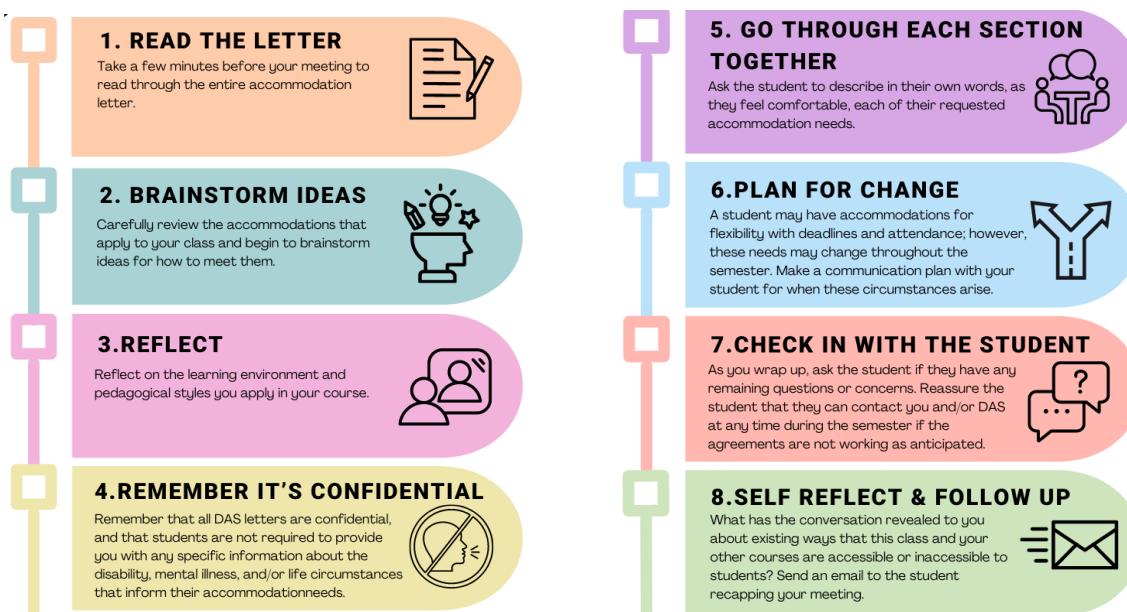 1. READ THE LETTER
Take a few minutes before your meeting to
read through the entire accommodation
letter.
2. BRAINSTORM IDEAS
Carefully review the accommodations that
apply to your class and begin to brainstorm
ideas for how to meet them.
3.REFLECT
Reflect on the learning environment and
pedagogical styles you apply in your course.
4.REMEMBER IT'S CONFIDENTIAL
Remember that all DAS letters are confidential,
and that students are not required to provide
you with any specific information about the
disability, mental illness, and/or life circumstances
that inform their accommodationneeds.
5. GO THROUGH EACH SECTION
TOGETHER
Ask the student to describe in their own words, as
they feel comfortable, each of their requested
accommodation needs.
6.PLAN FOR CHANGE
A student may have accommodations for
flexibility with deadlines and attendance; however,
these needs may change throughout the
semester. Make a communication plan with your
student for when these circumstances arise.
7.CHECK IN WITH THE STUDENT
As you wrap up, ask the student if they have any
remaining questions or concerns. Reassure the
student that they can contact you and/or DAS
at any time during the semester if the
agreements are not working as anticipated.
?
8.SELF REFLECT & FOLLOW UP
What has the conversation revealed to you
about existing ways that this class and your
other courses are accessible or inaccessible to
students? Send an email to the student
recapping your meeting.